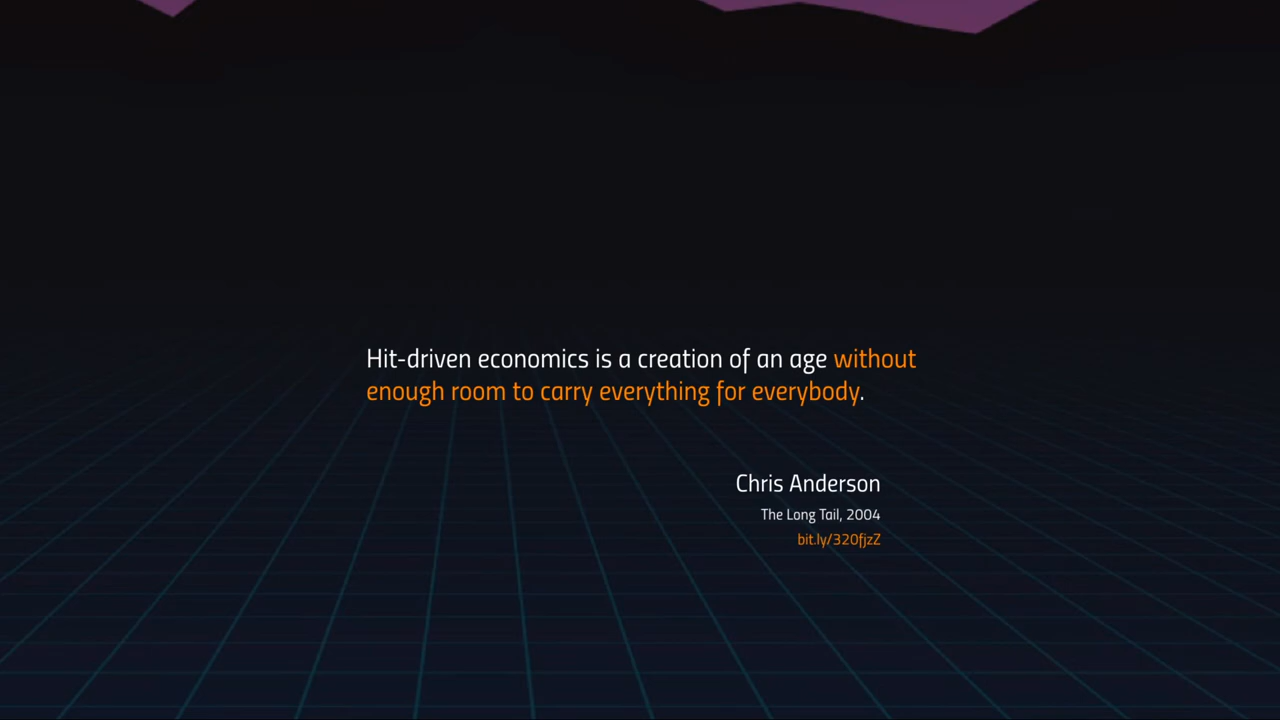 Hit-driven economics is a creation of an age without
enough room to carry everything for everybody.
Chris Anderson
The Long Tail, 2004
bit.ly/320fjzZ